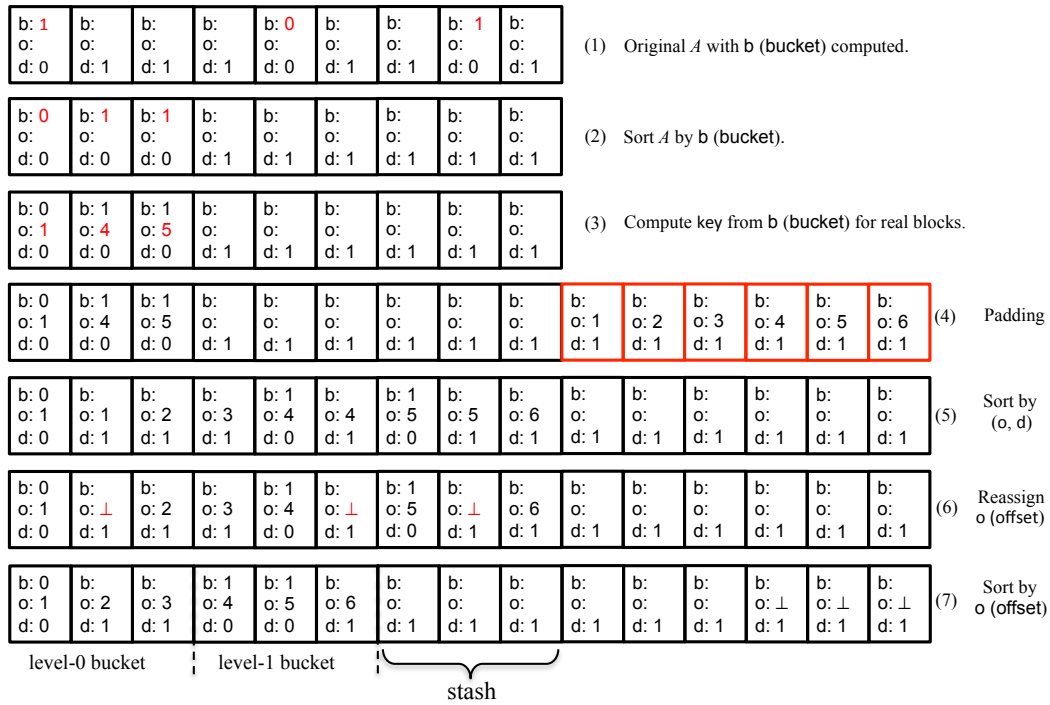 b: 1 b: b: b: b: 0 b: b: b: 1 b:
o: o: o: o: o: o: o: o: o:
d: 0 d: 1 d: 1 d: 1 d: 0 d: 1 d: 1 d: 0 d: 1
(1) Original A with b (bucket) computed.
b: 0 b: 1 b: 1 b: b: b: b: b: b:
o: o: o: o: o: o: o: o: o:
d: 0 d: 0 d: 0 d: 1 d: 1 d: 1 d: 1 d: 1 d: 1
(2) Sort A by b (bucket).
b: 0 b: 1 b: 1 b: b: b: b: b: b:
o: 1 o: 4 o: 5 o: o: o: o: o: o:
d: 0 d: 0 d: 0 d: 1 d: 1 d: 1 d: 1 d: 1 d: 1
(3) Compute key from b (bucket) for real blocks.
b: 0 b: 1 b: 1 b: b: b: b: b: b: b: b: b: b: b: b:
o: 1 o: 4 o: 5 o: o: o: o: o: o: o: 1 o: 2 o: 3 o: 4 o: 5 o: 6
d: 0 d: 0 d: 0 d: 1 d: 1 d: 1 d: 1 d: 1 d: 1 d: 1 d: 1 d: 1 d: 1 d: 1 d: 1
(4) Padding
b: 0 b: b: b: b: 1 b: b: 1 b: b: b: b: b: b: b: b:
o: 1 o: 1 o: 2 o: 3 o: 4 o: 4 o: 5 o: 5 o: 6 o: o: o: o: o: o:
d: 0 d: 1 d: 1 d: 1 d: 0 d: 1 d: 0 d: 1 d: 1 d: 1 d: 1 d: 1 d: 1 d: 1 d: 1
(5) Sort by
(o, d)
b: 0 b: b: b: b: 1 b: b: 1 b: b: b: b: b: b: b: b:
o: 1 o: ⊥ o: 2 o: 3 o: 4 o: ⊥ o: 5 o: ⊥ o: 6 o: o: o: o: o: o:
d: 0 d: 1 d: 1 d: 1 d: 0 d: 1 d: 0 d: 1 d: 1 d: 1 d: 1 d: 1 d: 1 d: 1 d: 1
(6) Reassign
o (offset)
b: 0 b: b: b: 1 b: 1 b: b: b: b: b: b: b: b: b: b:
o: 1 o: 2 o: 3 o: 4 o: 5 o: 6 o: o: o: o: o: o: o: ⊥ o: ⊥ o: ⊥
d: 0 d: 1 d: 1 d: 0 d: 0 d: 1 d: 1 d: 1 d: 1 d: 1 d: 1 d: 1 d: 1 d: 1 d: 1
(7) Sort by
o (offset)
level-0 bucket level-1 bucket
stash